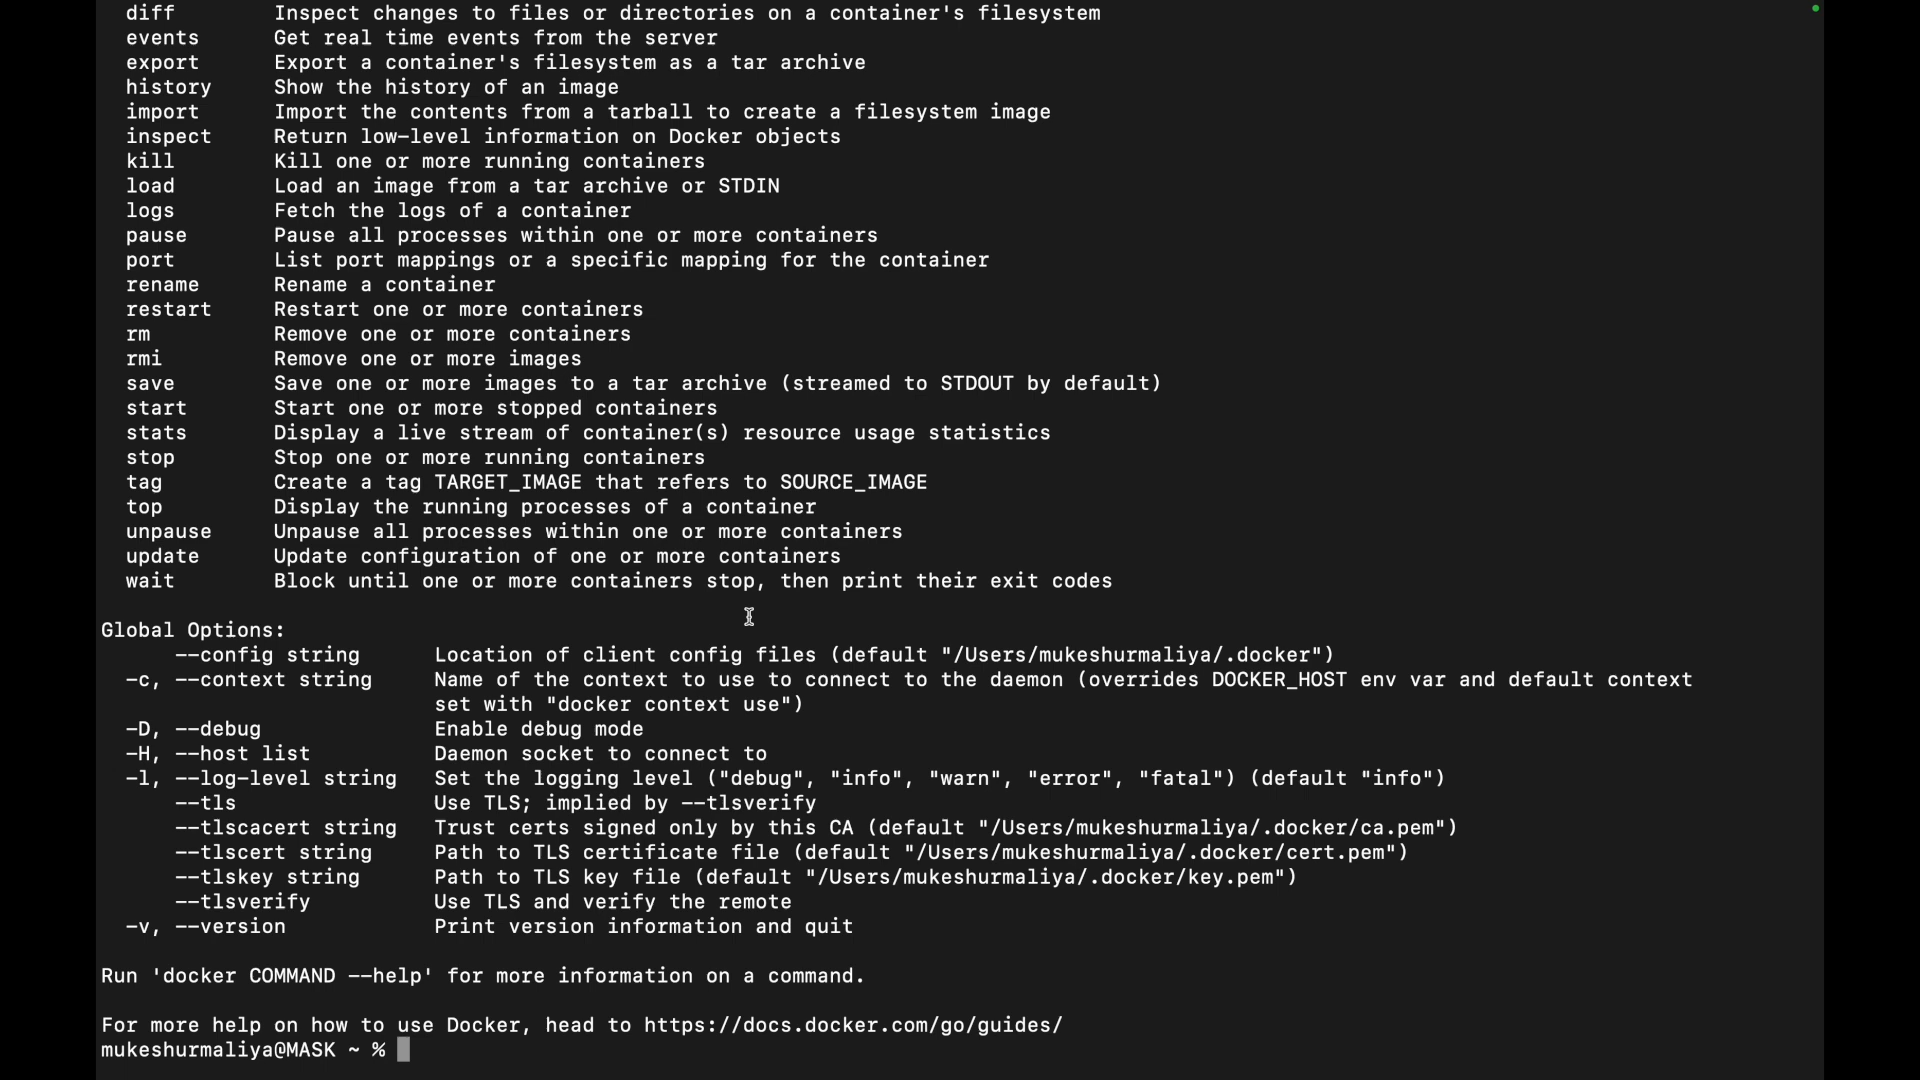 diff Inspect changes to files or directories on a container's filesystem
events Get real time events from the server
export Export a container's filesystem as a tar archive
history Show the history of an image
import Import the contents from a tarball to create a filesystem image
inspect Return low-level information on Docker objects
kill Kill one or more running containers
load Load an image from a tar archive or STDIN
logs Fetch the logs of a container
pause Pause all processes within one or more containers
port List port mappings or a specific mapping for the container
rename Rename a container
restart Restart one or more containers
rm Remove one or more containers
rmi Remove one or more images
save Save one or more images to a tar archive (streamed to STDOUT by default)
start Start one or more stopped containers
stats Display a live stream of container(s) resource usage statistics
stop Stop one or more running containers
tag Create a tag TARGET_IMAGE that refers to SOURCE_IMAGE
top Display the running processes of a container
unpause Unpause all processes within one or more containers
update Update configuration of one or more containers
wait Block until one or more containers stop, then print their exit codes
Global Options:
--config string Location of client config files (default "/Users/mukeshurmaliya/.docker")
-c, --context string Name of the context to use to connect to the daemon (overrides DOCKER_HOST env var and default context
set with "docker context use")
-D, --debug Enable debug mode
-H, --host list Daemon socket to connect to
-l, --log-level string Set the logging level ("debug", "info", "warn", "error", "fatal") (default "info")
--tls Use TLS; implied by --tlsverify
--tlscacert string Trust certs signed only by this CA (default "/Users/mukeshurmaliya/.docker/ca.pem")
--tlscert string Path to TLS certificate file (default "/Users/mukeshurmaliya/.docker/cert.pem")
--tlskey string Path to TLS key file (default "/Users/mukeshurmaliya/.docker/key.pem")
--tlsverify Use TLS and verify the remote
-v, --version Print version information and quit
Run 'docker COMMAND --help' for more information on a command.
For more help on how to use Docker, head to https://docs.docker.com/go/guides/
mukeshurmaliya@MASK ~ %